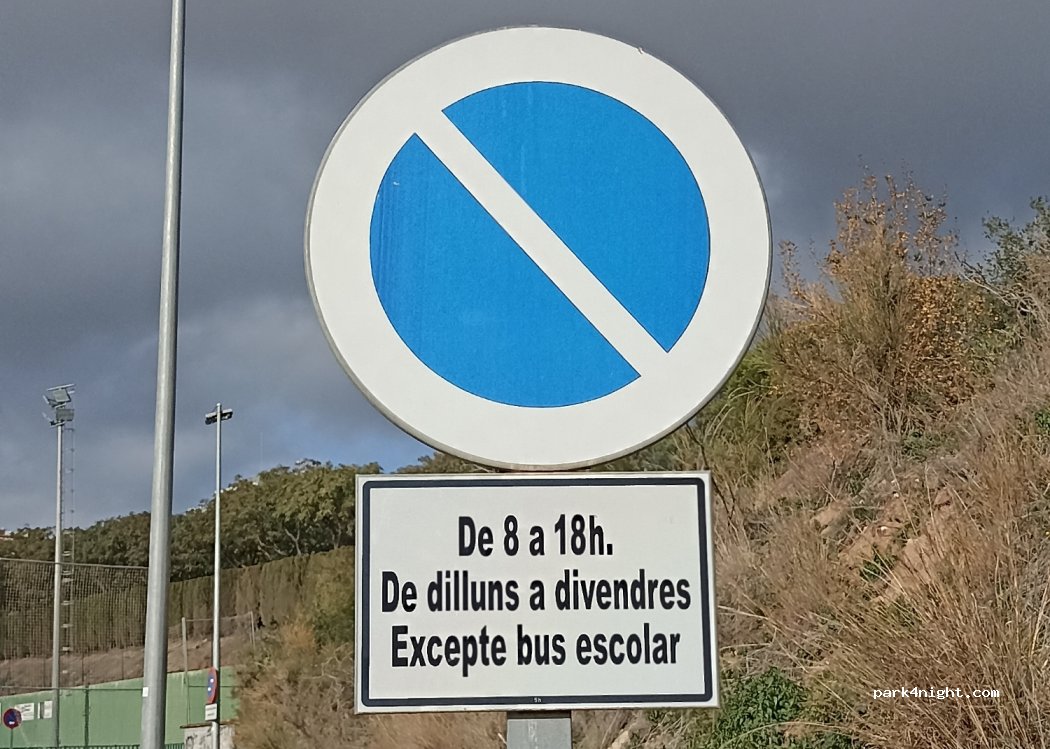 De 8 a 18h.
De dilluns a divendres
Excepte bus escolar
park4night.com